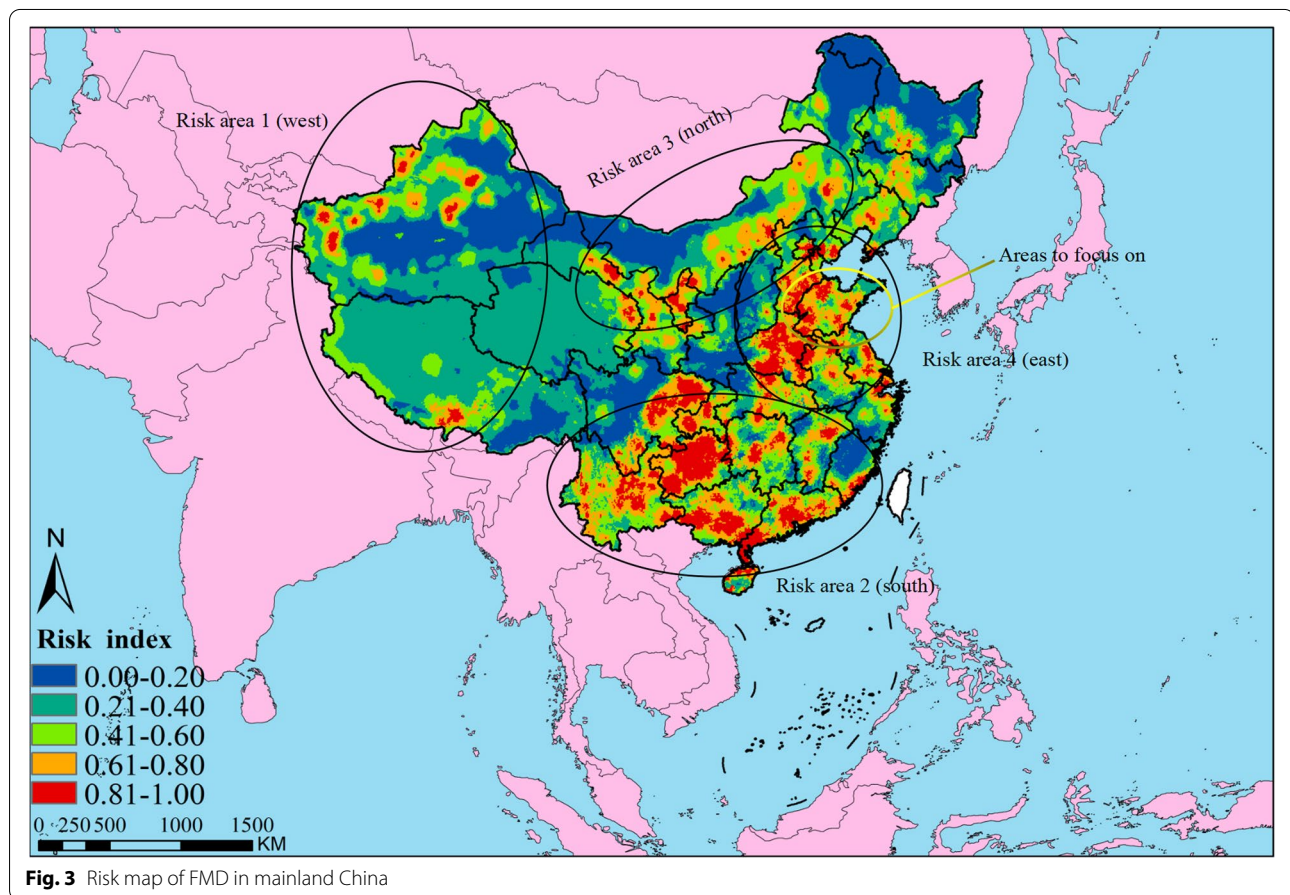 Risk area 1 (west)
Risk area 3 (north)
Areas to focus on
Risk area 4 (east)
Risk area 2 (south)
N
Risk index
0.00-0.20
0.21-0.40
0.41-0.60
0.61-0.80
0.81-1.00
0 250 500 1000 1500
KM
Fig. 3 Risk map of FMD in mainland China